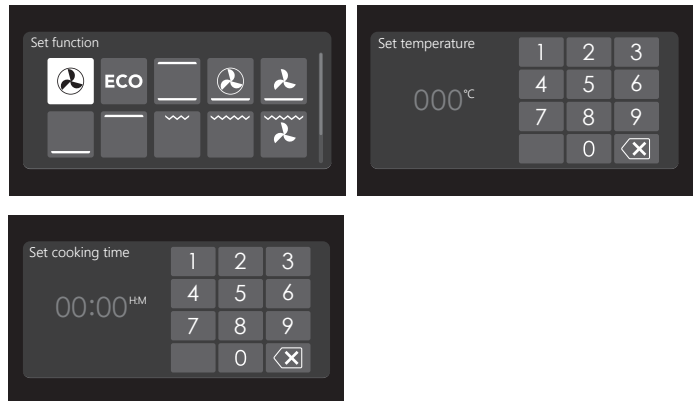 Set function
ECO
Set temperature
000°C
1 2 3
4 5 6
7 8 9
0
Set cooking time
00:00 H:M
1 2 3
4 5 6
7 8 9
0